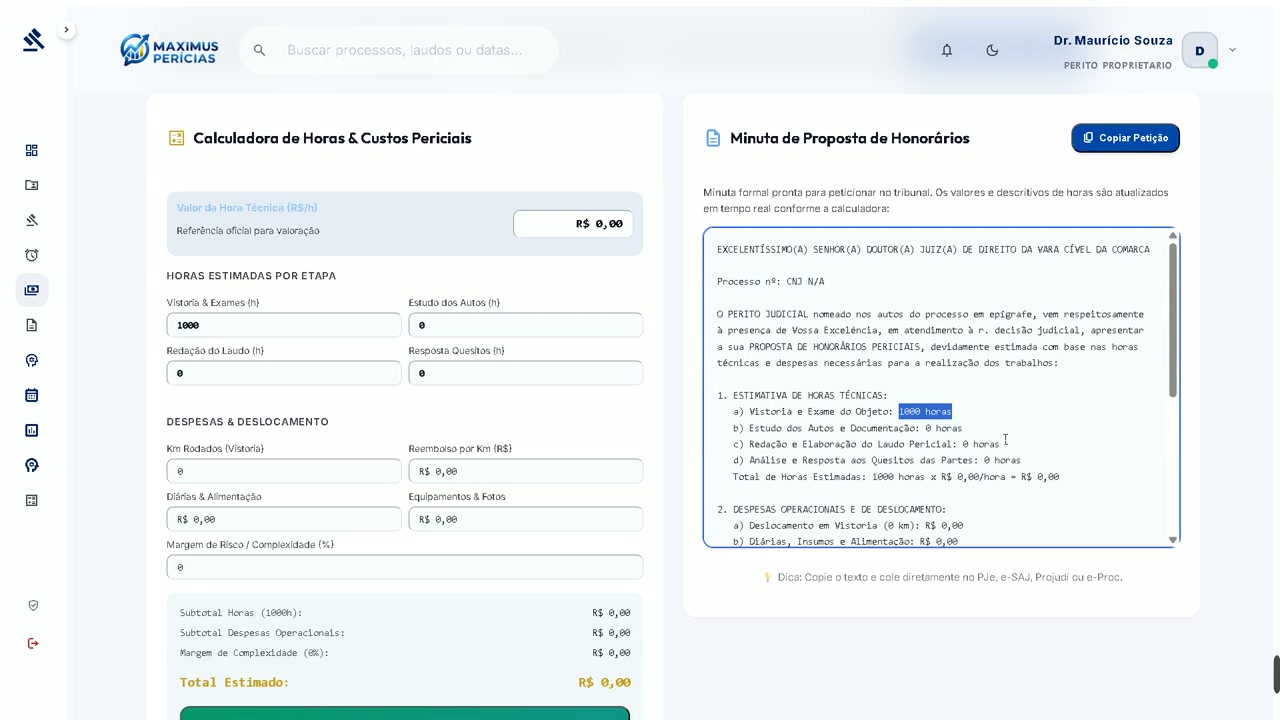 MAXIMUS
PERÍCIAS
Buscar processos, laudos ou datas...
Dr. Maurício Souza
PERITO PROPRIETARIO
D
Calculadora de Horas & Custos Periciais
Valor da Hora Técnica (R$/h)
Referência oficial para valoração
R$ 0,00
HORAS ESTIMADAS POR ETAPA
Vistoria & Exames (h)
Estudo dos Autos (h)
1000
0
Redação do Laudo (h)
Resposta Quesitos (h)
0
0
DESPESAS & DESLOCAMENTO
Km Rodados (Vistoria)
Reembolso por Km (R$)
0
R$ 0,00
Diárias & Alimentação
Equipamentos & Fotos
R$ 0,00
R$ 0,00
Margem de Risco / Complexidade (%)
0
Subtotal Horas (1000h): R$ 0,00
Subtotal Despesas Operacionais: R$ 0,00
Margem de Complexidade (0%): R$ 0,00
Total Estimado: R$ 0,00
Minuta de Proposta de Honorários
Copiar Petição
Minuta formal pronta para peticionar no tribunal. Os valores e descritivos de horas são atualizados
em tempo real conforme a calculadora:
EXCELENTÍSSIMO(A) SENHOR(A) DOUTOR(A) JUIZ(A) DE DIREITO DA VARA CÍVEL DA COMARCA
Processo nº: CNJ N/A
O PERITO JUDICIAL nomeado nos autos do processo em epígrafe, vem respeitosamente
à presença de Vossa Excelência, em atendimento à r. decisão judicial, apresentar
a sua PROPOSTA DE HONORÁRIOS PERICIAIS, devidamente estimada com base nas horas
técnicas e despesas necessárias para a realização dos trabalhos:
1. ESTIMATIVA DE HORAS TÉCNICAS:
a) Vistoria e Exame do Objeto: 1000 horas
b) Estudo dos Autos e Documentação: 0 horas
c) Redação e Elaboração do Laudo Pericial: 0 horas
d) Análise e Resposta aos Quesitos das Partes: 0 horas
Total de Horas Estimadas: 1000 horas x R$ 0,00/hora = R$ 0,00
2. DESPESAS OPERACIONAIS E DE DESLOCAMENTO:
a) Deslocamento em Vistoria (0 km): R$ 0,00
b) Diárias, Insumos e Alimentação: R$ 0,00
Dica: Copie o texto e cole diretamente no PJe, e-SAJ, Projudi ou e-Proc.